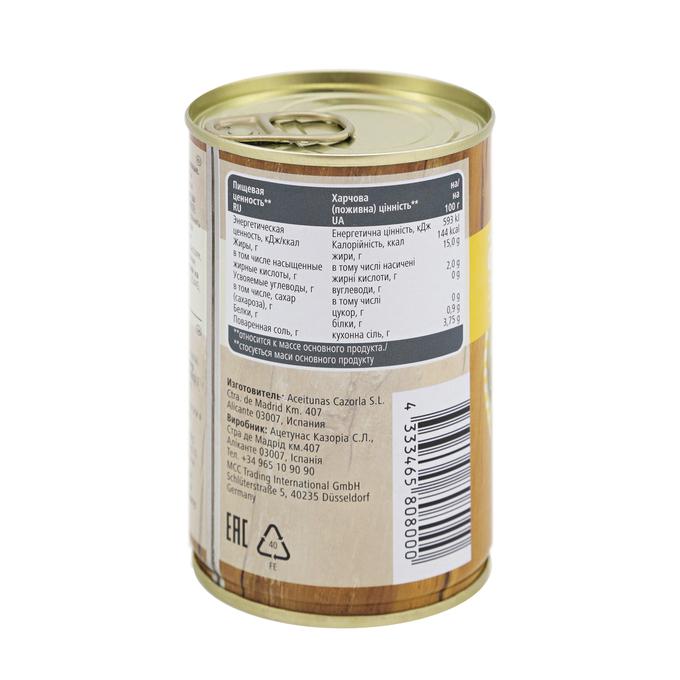 Пищевая
ценность**
RU
Харчова
(поживна) цінність**
UA
на/
на
100 г
Энергетическая
ценность, кДж/ккал
Жиры, г
в том числе насыщенные
жирные кислоты, г
Усвояемые углеводы, г
в том числе, сахар
(сахароза), г
Белки, г
Поваренная соль, г
Енергетична цінність, кДж
Калорійність, ккал
жири, г
в тому числі насичені
жирні кислоти, г
вуглеводи, г
в тому числі
цукор, г
білки, г
кухонна сіль, г
593 kJ
144 kcal
15,0 g
2,0 g
0 g
0 g
0,9 g
3,75 g
**относится к массе основного продукта./
**стосується маси основного продукту
Изготовитель: Aceitunas Cazorla S.L.
Ctra. de Madrid Km. 407
Alicante 03007, Испания
Виробник: Ацетунас Казорія С.Л.,
Стра де Мадрід км.407
Аліканте 03007, Іспанія
Тел. +34 965 10 90 90
MCC Trading International GmbH
Schlüterstraße 5, 40235 Düsseldorf
Germany
EAC
40
FE
4 333465 808000